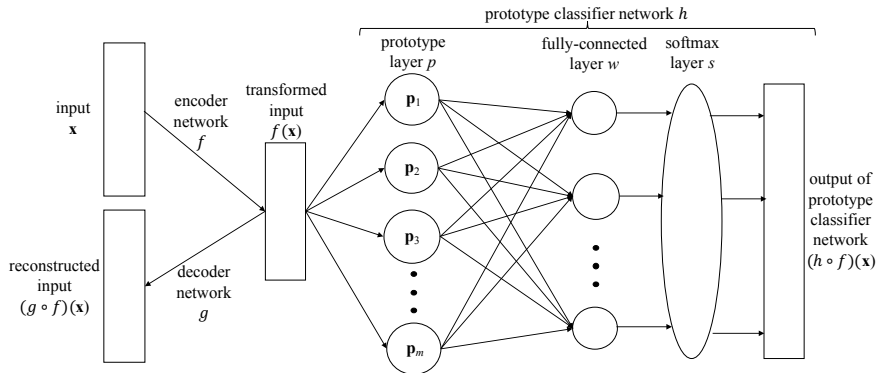 prototype classifier network h
prototype
layer p
fully-connected
layer w
softmax
layer s
input
x
encoder
network
f
transformed
input
f(x)
p1
p2
p3
pm
reconstructed
input
(g ∘ f)(x)
decoder
network
g
output of
prototype
classifier
network
(h ∘ f)(x)